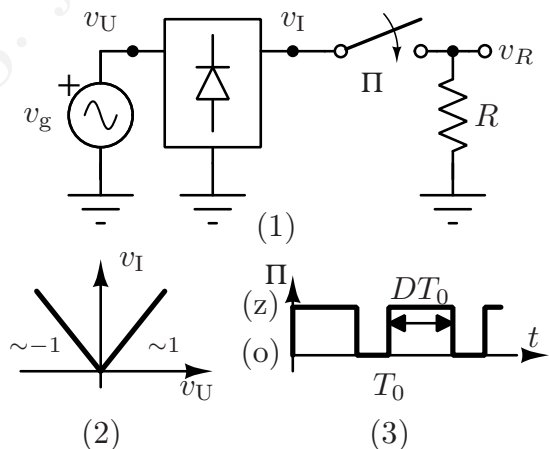 v_U v_I v_R
+
v_g Π R
(1)
v_I Π
(z) DT_0
∼−1 ∼1 (o)
v_U T_0 t
(2) (3)